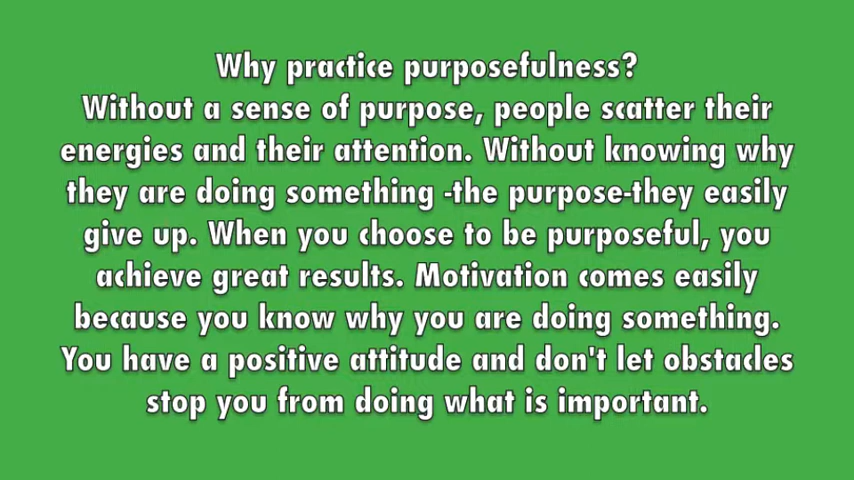 Why practice purposefulness?
Without a sense of purpose, people scatter their
energies and their attention. Without knowing why
they are doing something -the purpose-they easily
give up. When you choose to be purposeful, you
achieve great results. Motivation comes easily
because you know why you are doing something.
You have a positive attitude and don't let obstacles
stop you from doing what is important.